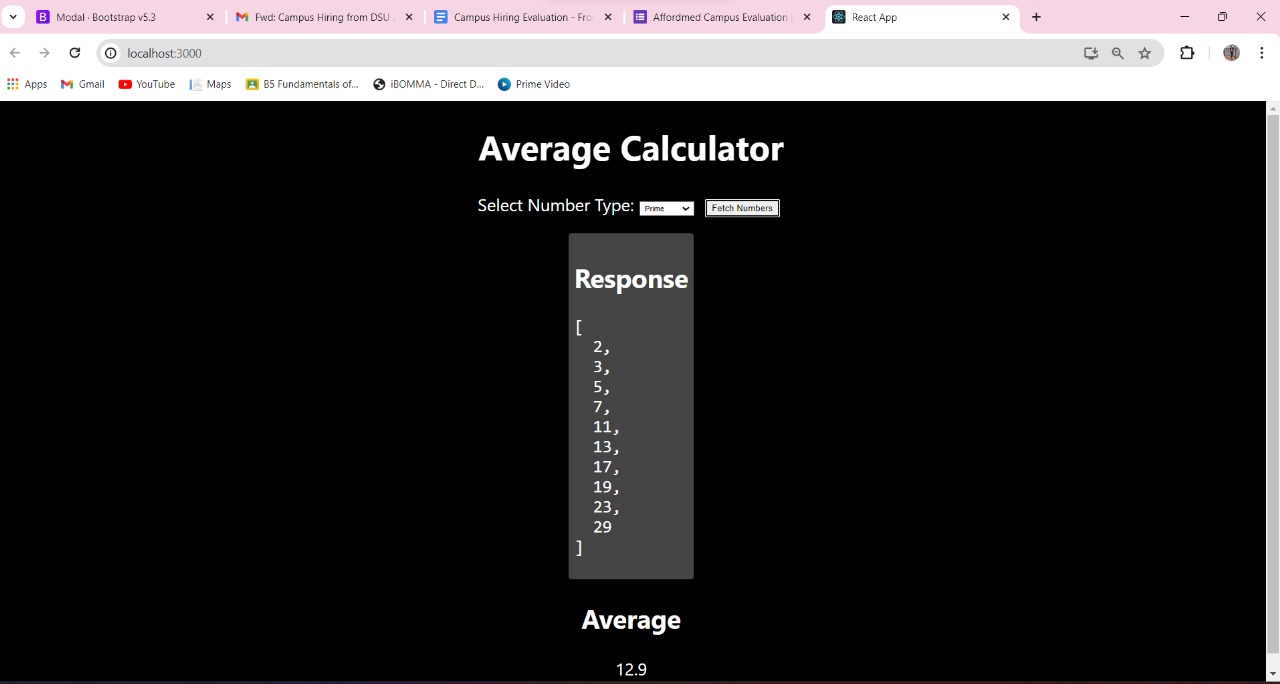 B Modal · Bootstrap v5.3
Fwd: Campus Hiring from DSU
Campus Hiring Evaluation - Fro
Affordmed Campus Evaluation
React App
localhost:3000
Apps
Gmail
YouTube
Maps
B5 Fundamentals of...
iBOMMA - Direct D...
Prime Video
Average Calculator
Select Number Type: Prime Fetch Numbers
Response
[
2,
3,
5,
7,
11,
13,
17,
19,
23,
29
]
Average
12.9